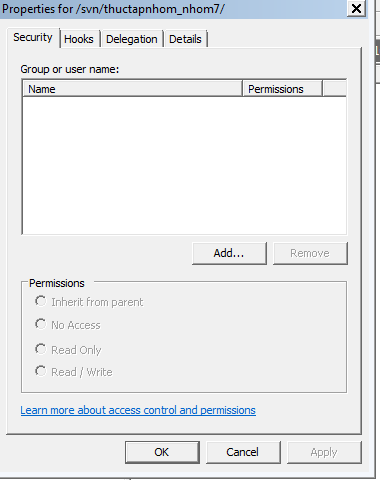 Properties for /svn/thuctapnhom_nhom7/
Security Hooks Delegation Details
Group or user name:
Name Permissions
Add... Remove
Permissions
Inherit from parent
No Access
Read Only
Read / Write
Learn more about access control and permissions
OK Cancel Apply